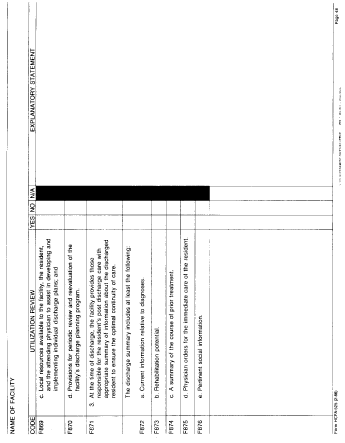 NAME OF FACILITY
CODE UTILIZATION REVIEW YES NO N/A EXPLANATORY STATEMENT
F869 c. Local resources available to the facility, the resident,
and the attending physician to assist in developing and
implementing individual discharge plans; and
F870 d. Provisions for periodic review and reevaluation of the
facility's discharge planning program.
F871 3. At the time of discharge, the facility provides those
responsible for the resident's post discharge care with
appropriate summary of information about the discharged
resident to ensure the optimal continuity of care.
The discharge summary includes at least the following:
F872 a. Current information relative to diagnoses.
F873 b. Rehabilitation potential.
F874 c. A summary of the course of prior treatment.
F875 d. Physician orders for the immediate care of the resident.
F876 e. Pertinent social information.
Page 48